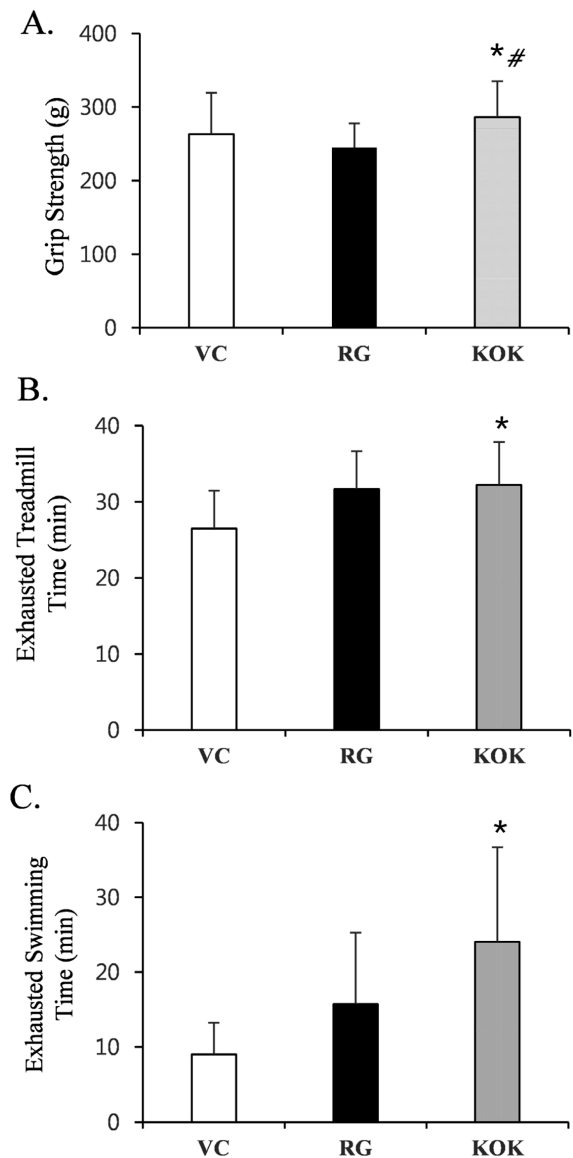 A.
400
300
200
100
0
Grip Strength (g)
*#
VC RG KOK
B.
40
30
20
10
0
Exhausted Treadmill
Time (min)
*
VC RG KOK
C.
40
30
20
10
0
Exhausted Swimming
Time (min)
*
VC RG KOK